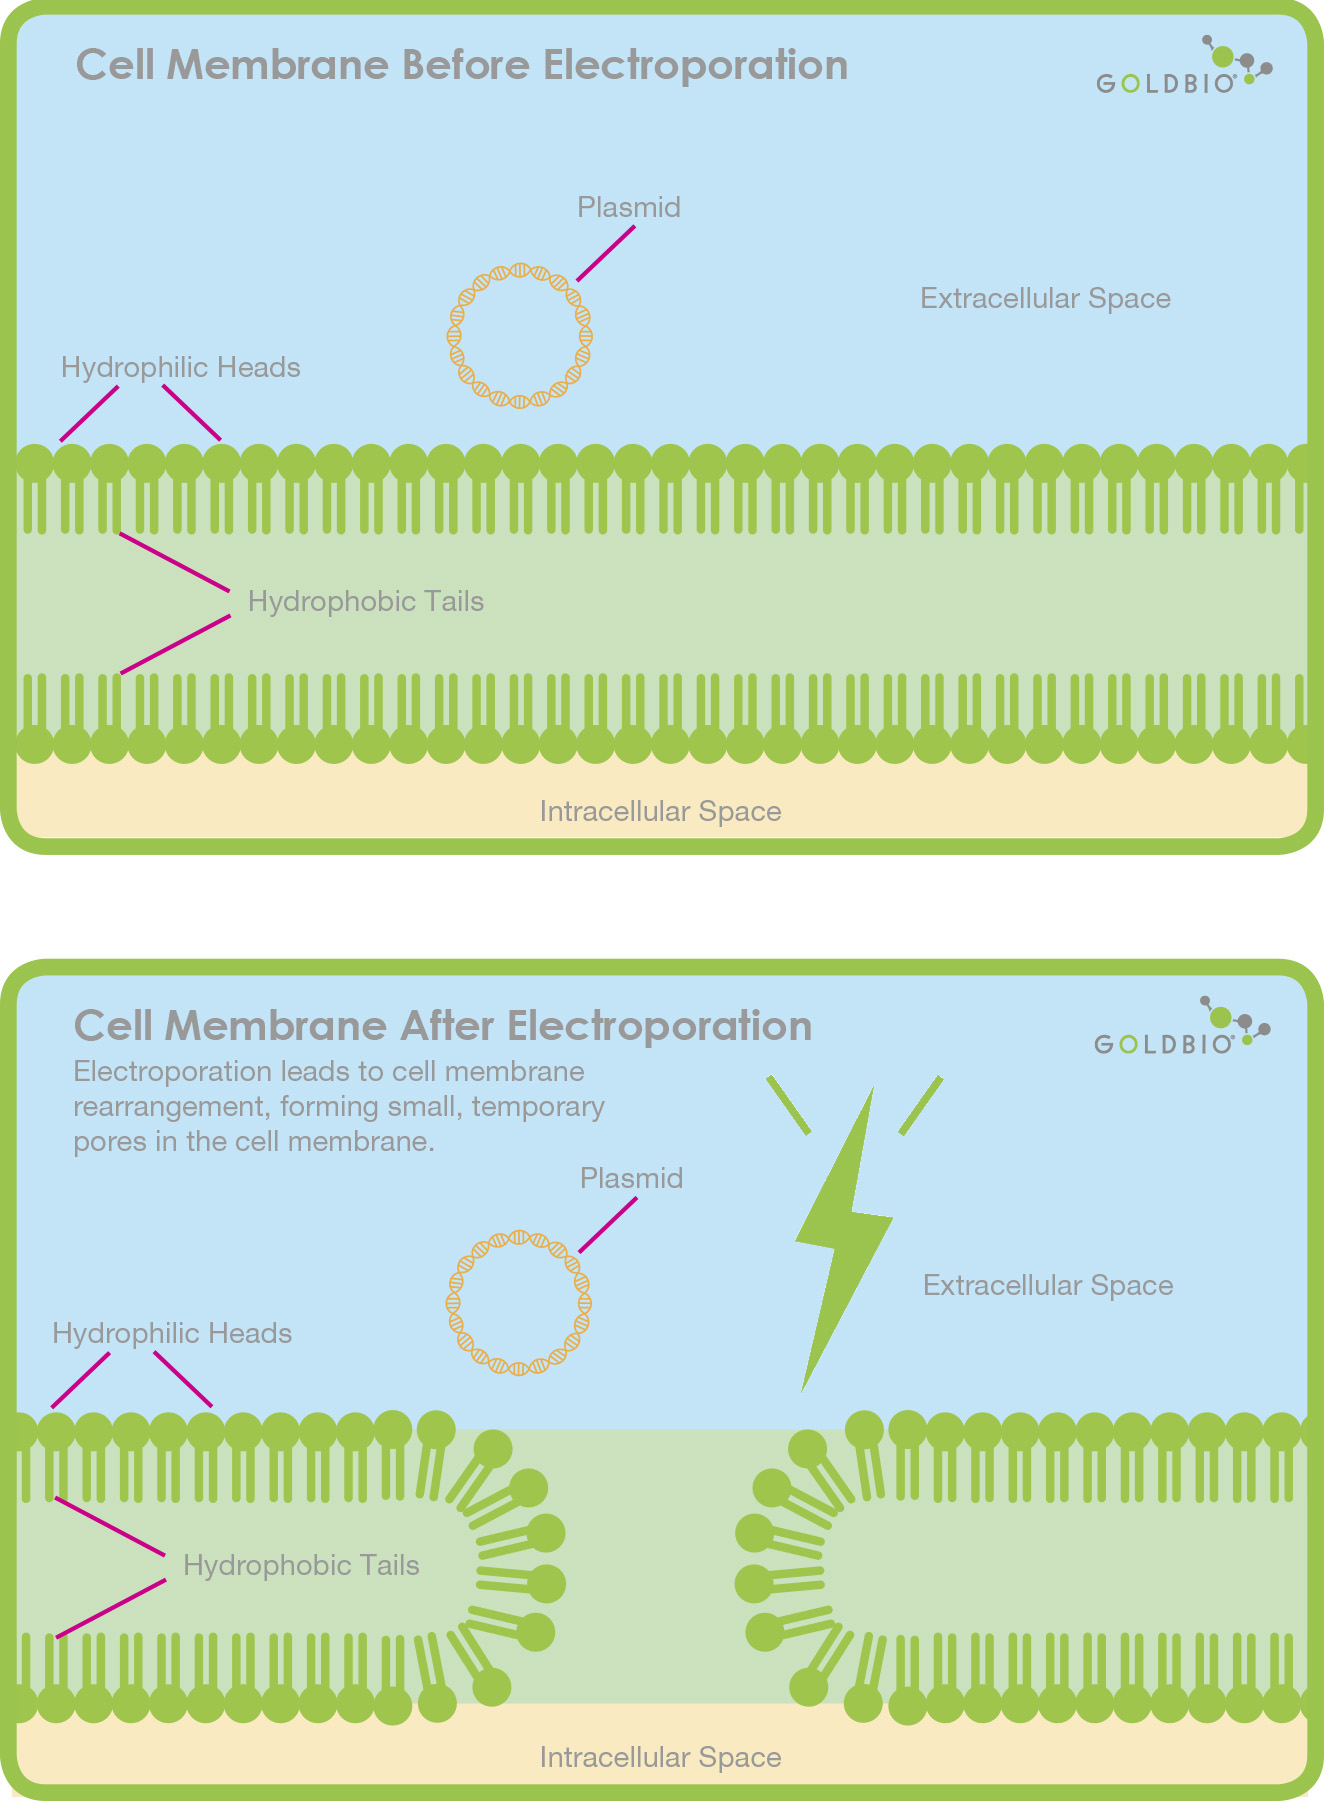 Cell Membrane Before Electroporation
GOLDBIO®
Plasmid
Extracellular Space
Hydrophilic Heads
Hydrophobic Tails
Intracellular Space
Cell Membrane After Electroporation
GOLDBIO®
Electroporation leads to cell membrane
rearrangement, forming small, temporary
pores in the cell membrane.
Plasmid
Extracellular Space
Hydrophilic Heads
Hydrophobic Tails
Intracellular Space